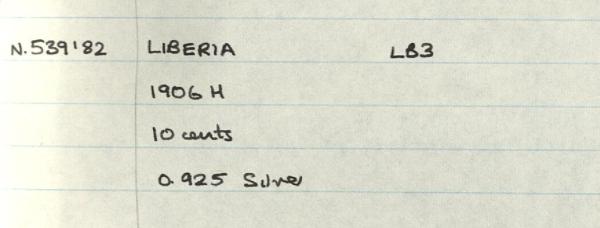 N.539'82 LIBERIA LB3
1906 H
10 cents
0.925 Silver